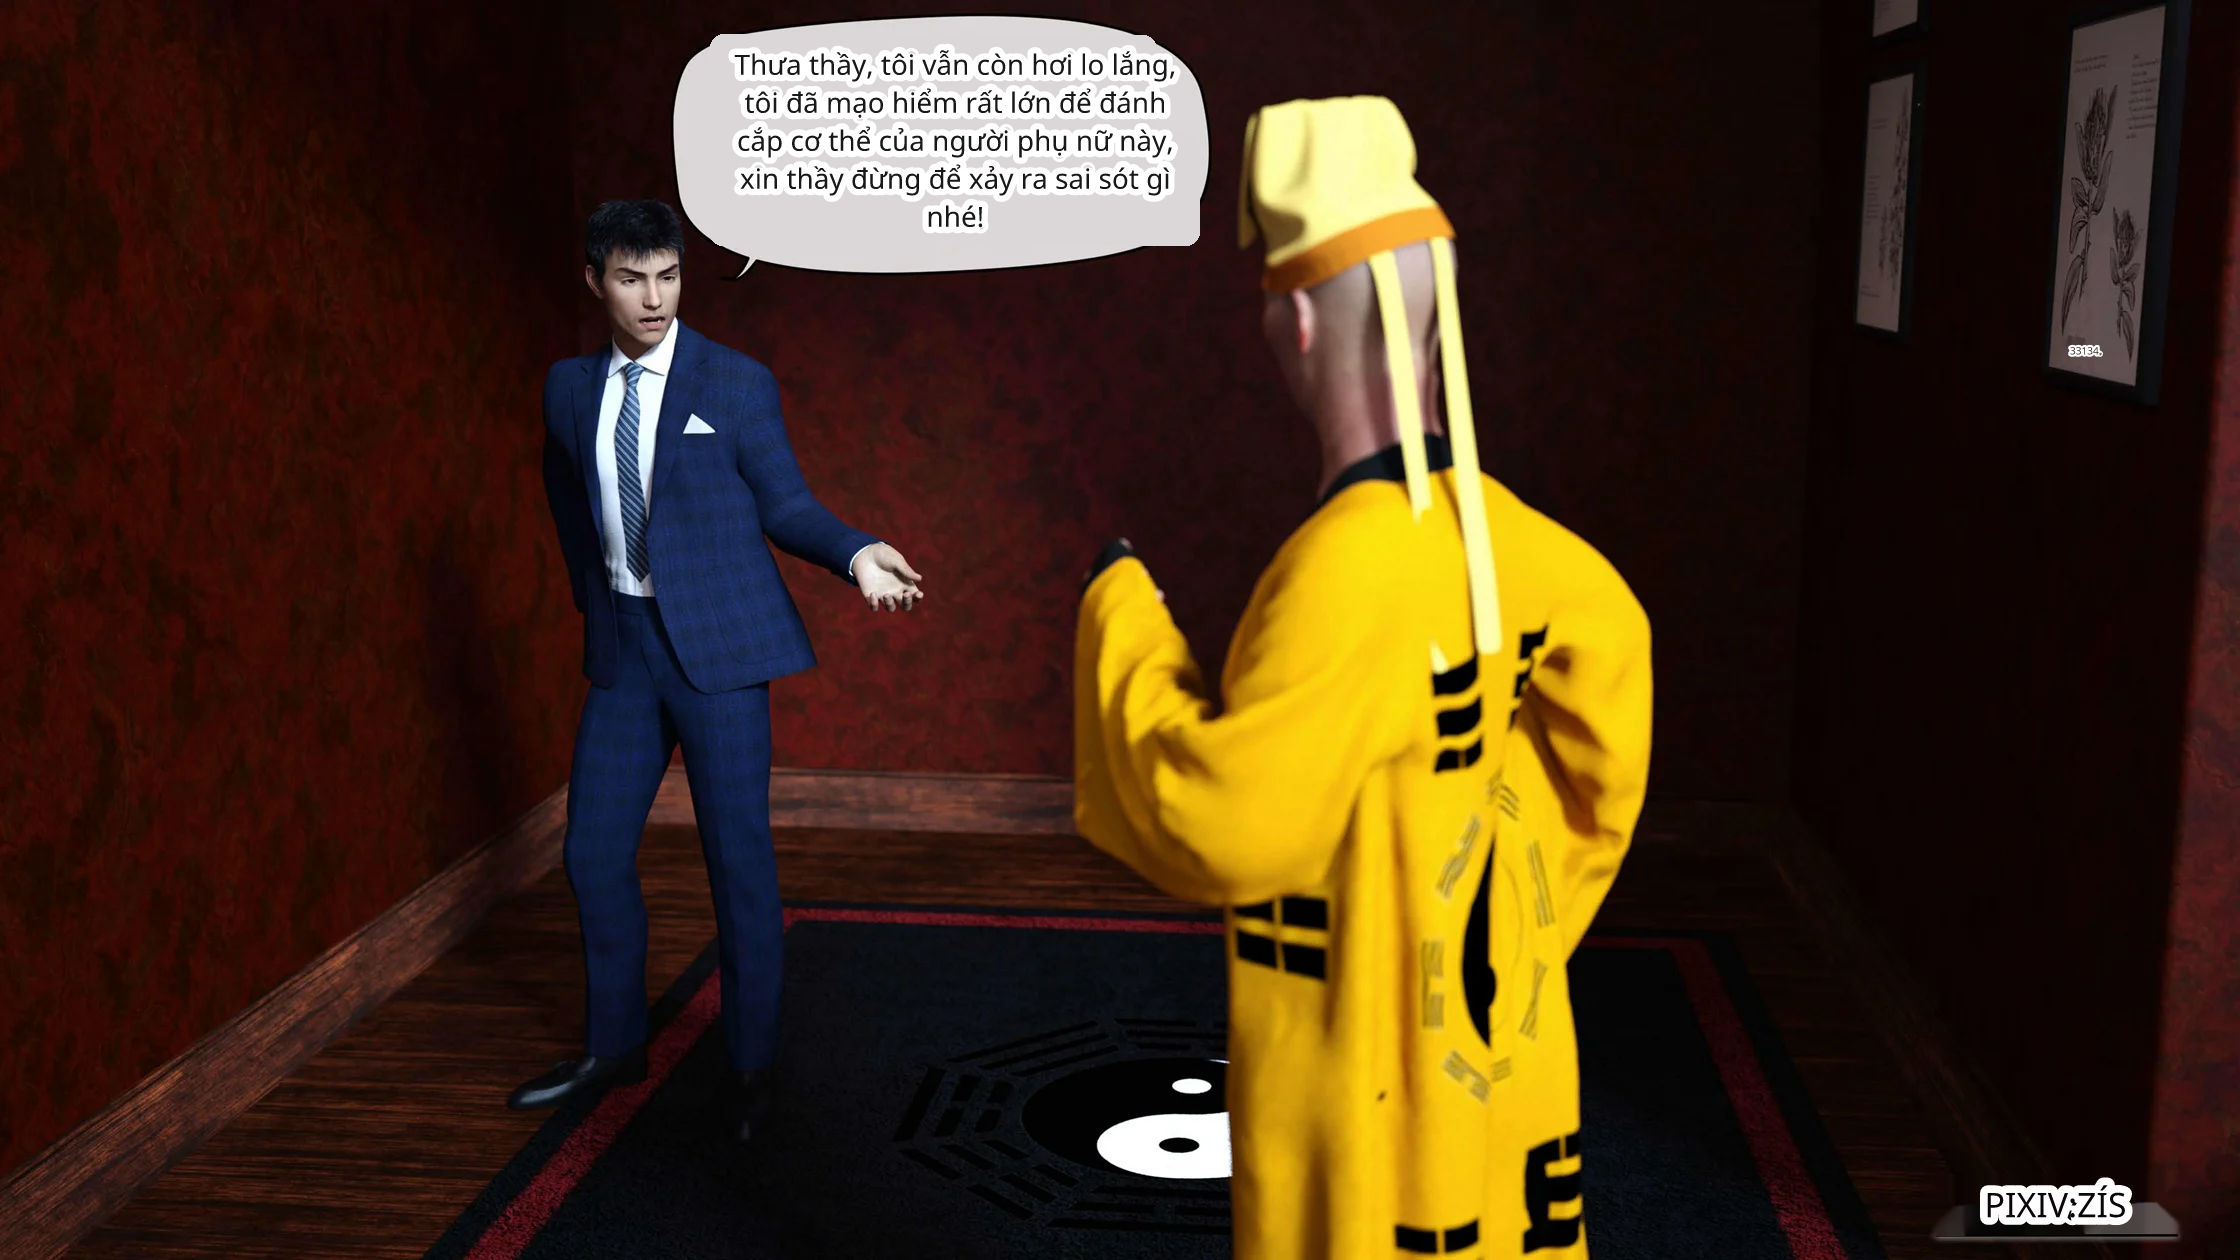 Thưa thầy, tôi vẫn còn hơi lo lắng,
tôi đã mạo hiểm rất lớn để đánh
cắp cơ thể của người phụ nữ này,
xin thầy đừng để xảy ra sai sót gì
nhé!
33134.
PIXIV:ZÍS